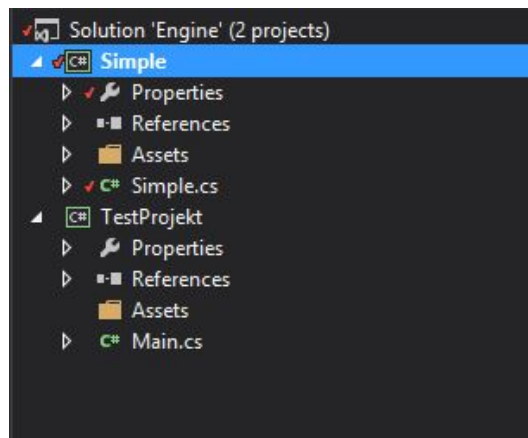 Solution 'Engine' (2 projects)
C# Simple
Properties
References
Assets
C# Simple.cs
C# TestProjekt
Properties
References
Assets
C# Main.cs